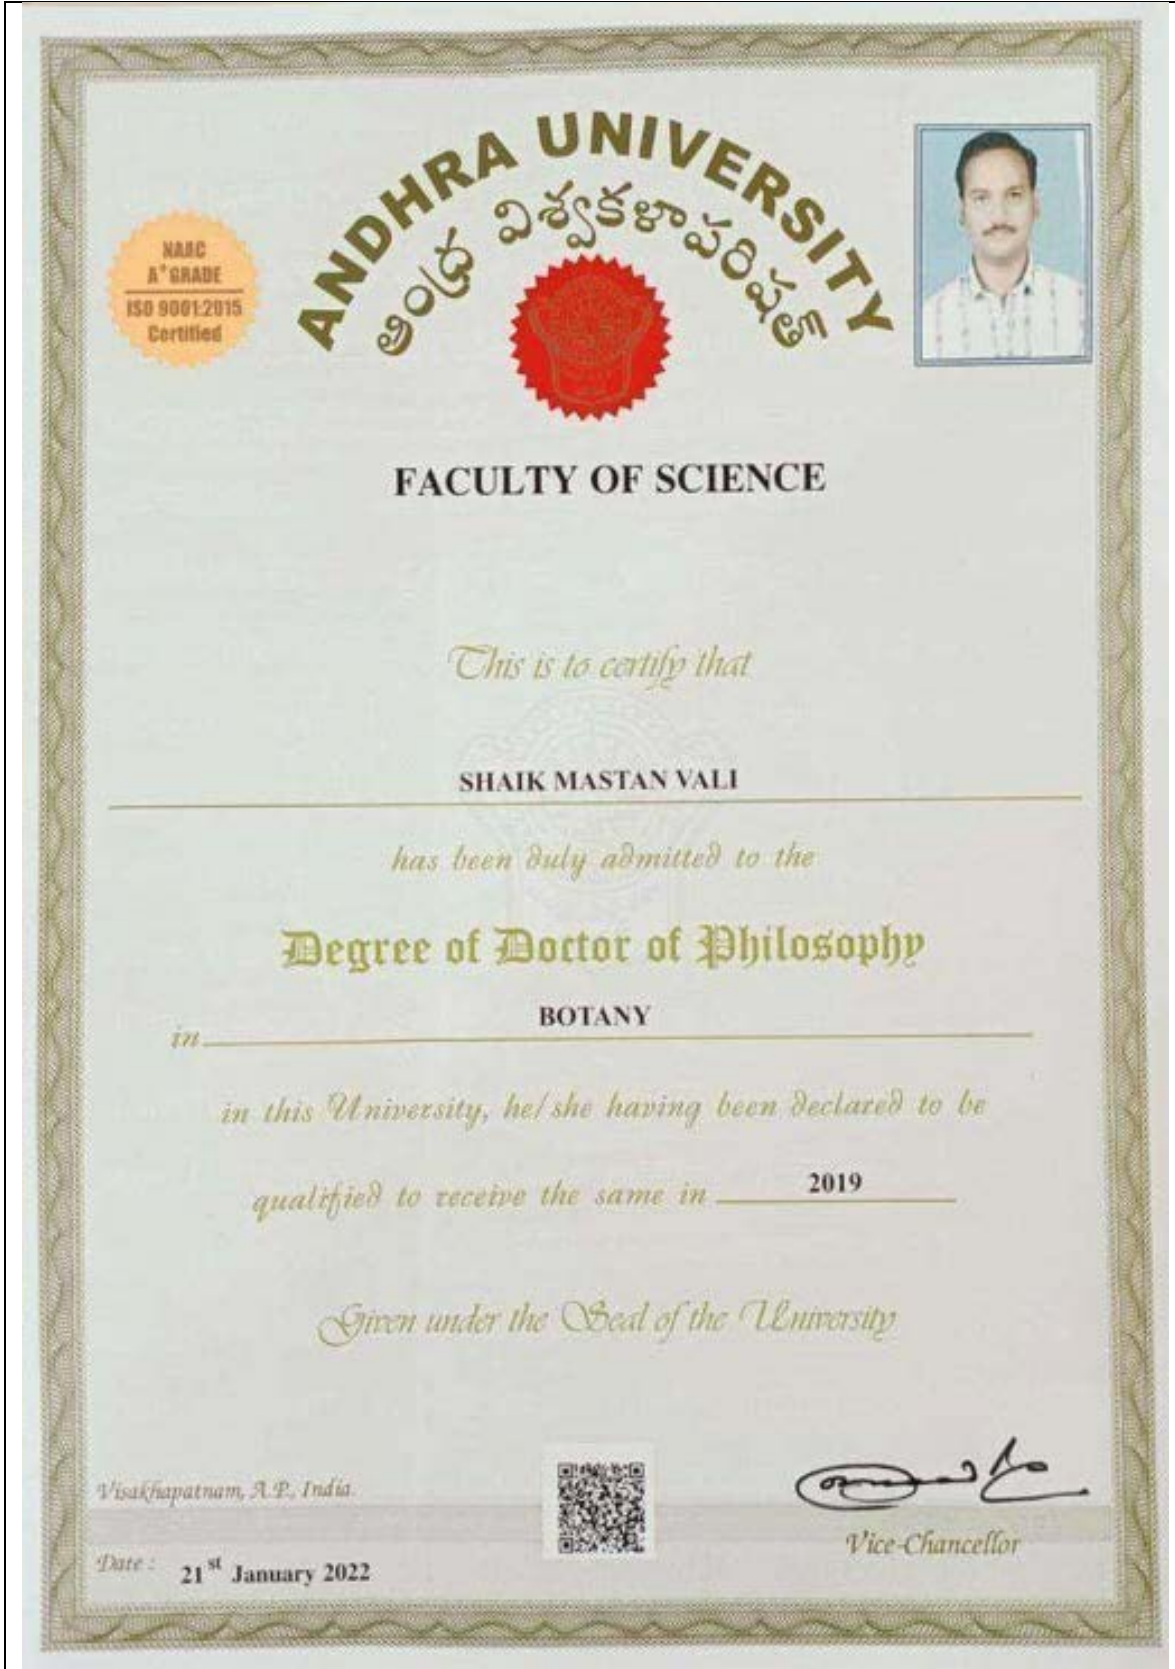 ANDHRA UNIVERSITY
ఆంధ్ర విశ్వకళాపరిషత్
NAAC
A+ GRADE
ISO 9001:2015
Certified
FACULTY OF SCIENCE
This is to certify that
SHAIK MASTAN VALI
has been duly admitted to the
Degree of Doctor of Philosophy
in BOTANY
in this University, he/she having been declared to be
qualified to receive the same in 2019
Given under the Seal of the University
Visakhapatnam, A.P., India.
Vice-Chancellor
Date : 21st January 2022